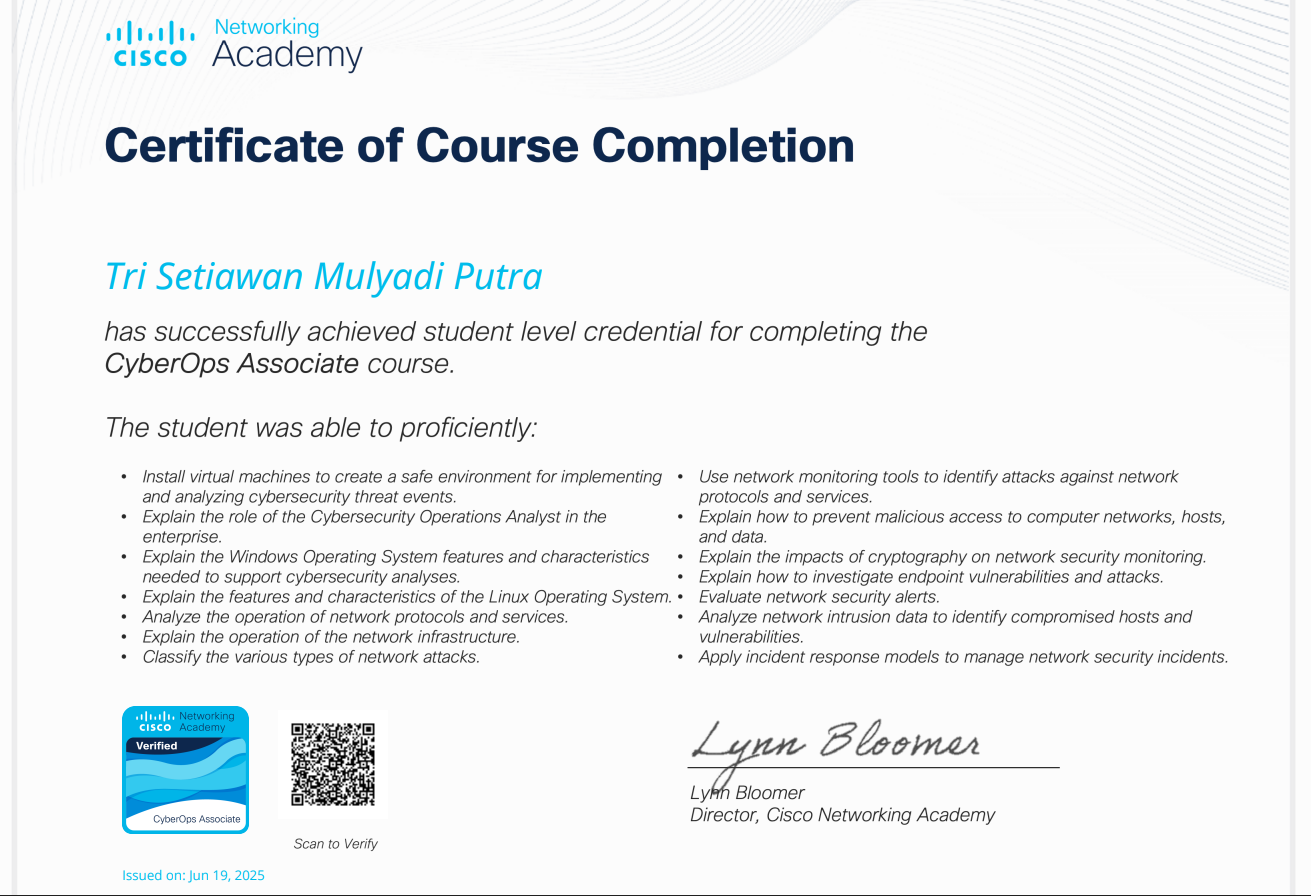 CISCO Networking Academy
Certificate of Course Completion
Tri Setiawan Mulyadi Putra
has successfully achieved student level credential for completing the
CyberOps Associate course.
The student was able to proficiently:
• Install virtual machines to create a safe environment for implementing
and analyzing cybersecurity threat events.
• Explain the role of the Cybersecurity Operations Analyst in the
enterprise.
• Explain the Windows Operating System features and characteristics
needed to support cybersecurity analyses.
• Explain the features and characteristics of the Linux Operating System.
• Analyze the operation of network protocols and services.
• Explain the operation of the network infrastructure.
• Classify the various types of network attacks.
• Use network monitoring tools to identify attacks against network
protocols and services.
• Explain how to prevent malicious access to computer networks, hosts,
and data.
• Explain the impacts of cryptography on network security monitoring.
• Explain how to investigate endpoint vulnerabilities and attacks.
• Evaluate network security alerts.
• Analyze network intrusion data to identify compromised hosts and
vulnerabilities.
• Apply incident response models to manage network security incidents.
CISCO Networking Academy
Verified
CyberOps Associate
Scan to Verify
Issued on: Jun 19, 2025
Lynn Bloomer
Lynn Bloomer
Director, Cisco Networking Academy